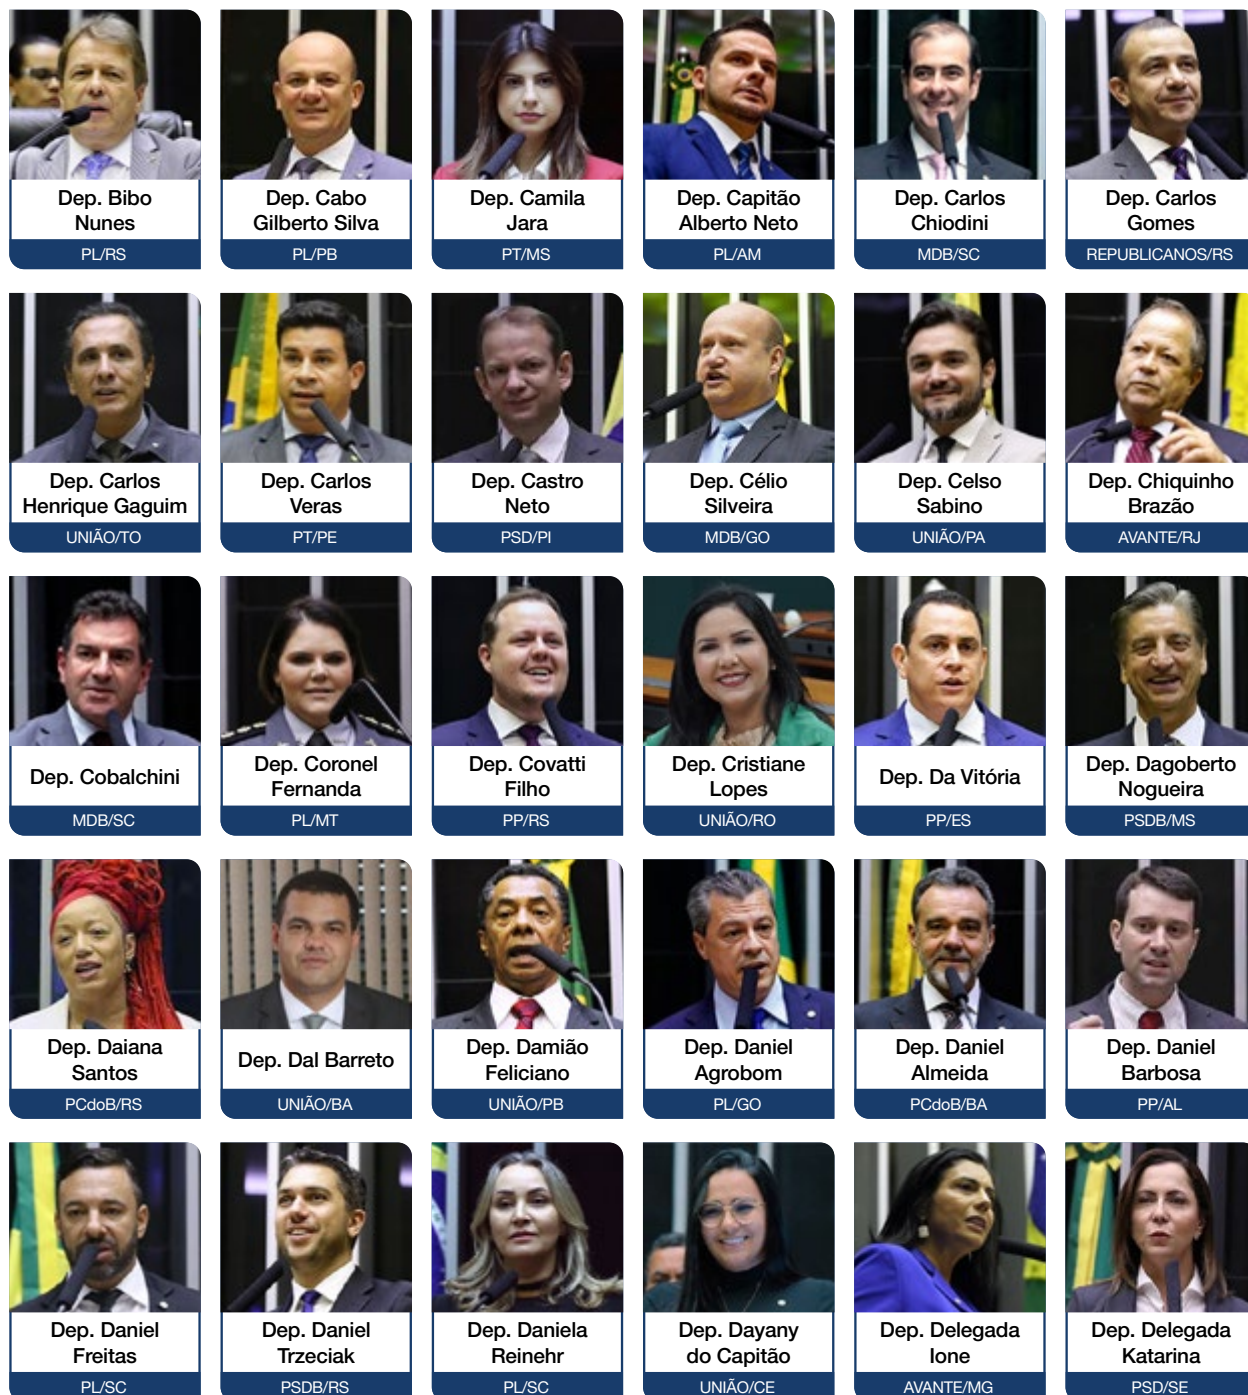 Dep. Bibo
Nunes
PL/RS
Dep. Cabo
Gilberto Silva
PL/PB
Dep. Camila
Jara
PT/MS
Dep. Capitão
Alberto Neto
PL/AM
Dep. Carlos
Chiodini
MDB/SC
Dep. Carlos
Gomes
REPUBLICANOS/RS
Dep. Carlos
Henrique Gaguim
UNIÃO/TO
Dep. Carlos
Veras
PT/PE
Dep. Castro
Neto
PSD/PI
Dep. Célio
Silveira
MDB/GO
Dep. Celso
Sabino
UNIÃO/PA
Dep. Chiquinho
Brazão
AVANTE/RJ
Dep. Cobalchini
MDB/SC
Dep. Coronel
Fernanda
PL/MT
Dep. Covatti
Filho
PP/RS
Dep. Cristiane
Lopes
UNIÃO/RO
Dep. Da Vitória
PP/ES
Dep. Dagoberto
Nogueira
PSDB/MS
Dep. Daiana
Santos
PCdoB/RS
Dep. Dal Barreto
UNIÃO/BA
Dep. Damião
Feliciano
UNIÃO/PB
Dep. Daniel
Agrobom
PL/GO
Dep. Daniel
Almeida
PCdoB/BA
Dep. Daniel
Barbosa
PP/AL
Dep. Daniel
Freitas
PL/SC
Dep. Daniel
Trzeciak
PSDB/RS
Dep. Daniela
Reinehr
PL/SC
Dep. Dayany
do Capitão
UNIÃO/CE
Dep. Delegada
Ione
AVANTE/MG
Dep. Delegada
Katarina
PSD/SE